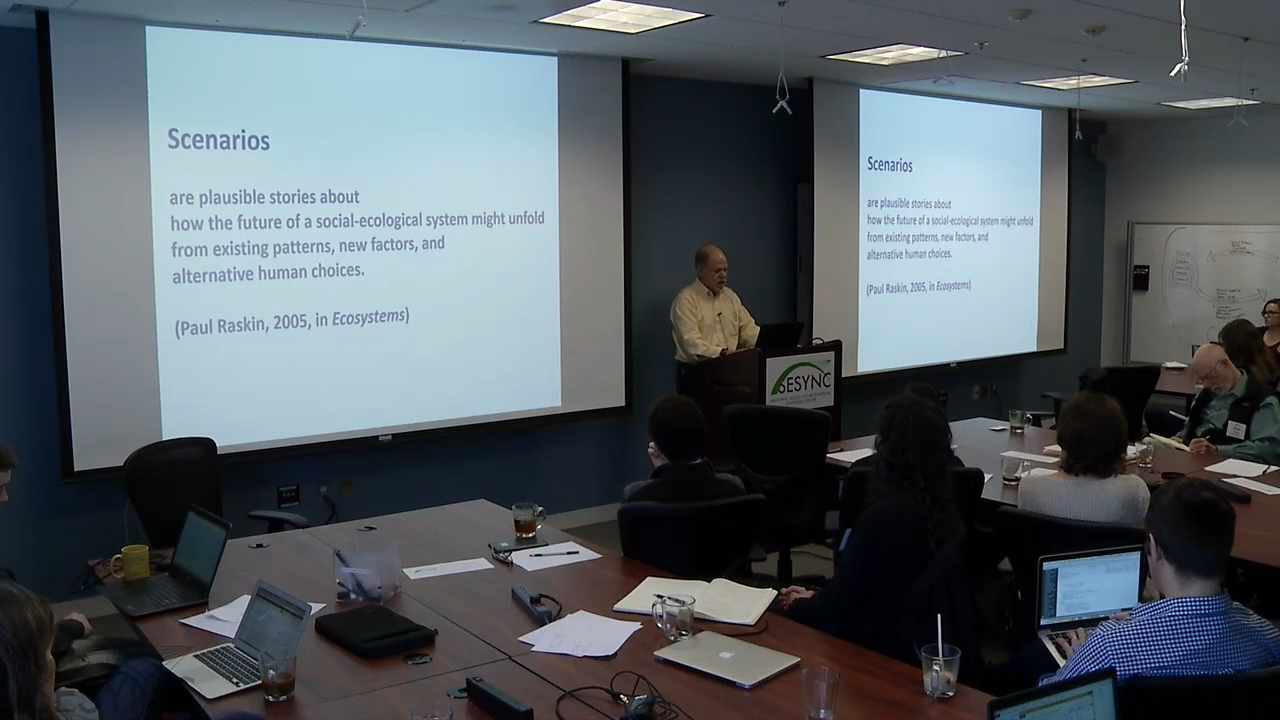 Scenarios
are plausible stories about
how the future of a social-ecological system might unfold
from existing patterns, new factors, and
alternative human choices.
(Paul Raskin, 2005, in Ecosystems)
Scenarios
are plausible stories about
how the future of a social-ecological system might unfold
from existing patterns, new factors, and
alternative human choices.
(Paul Raskin, 2005, in Ecosystems)
SESYNC